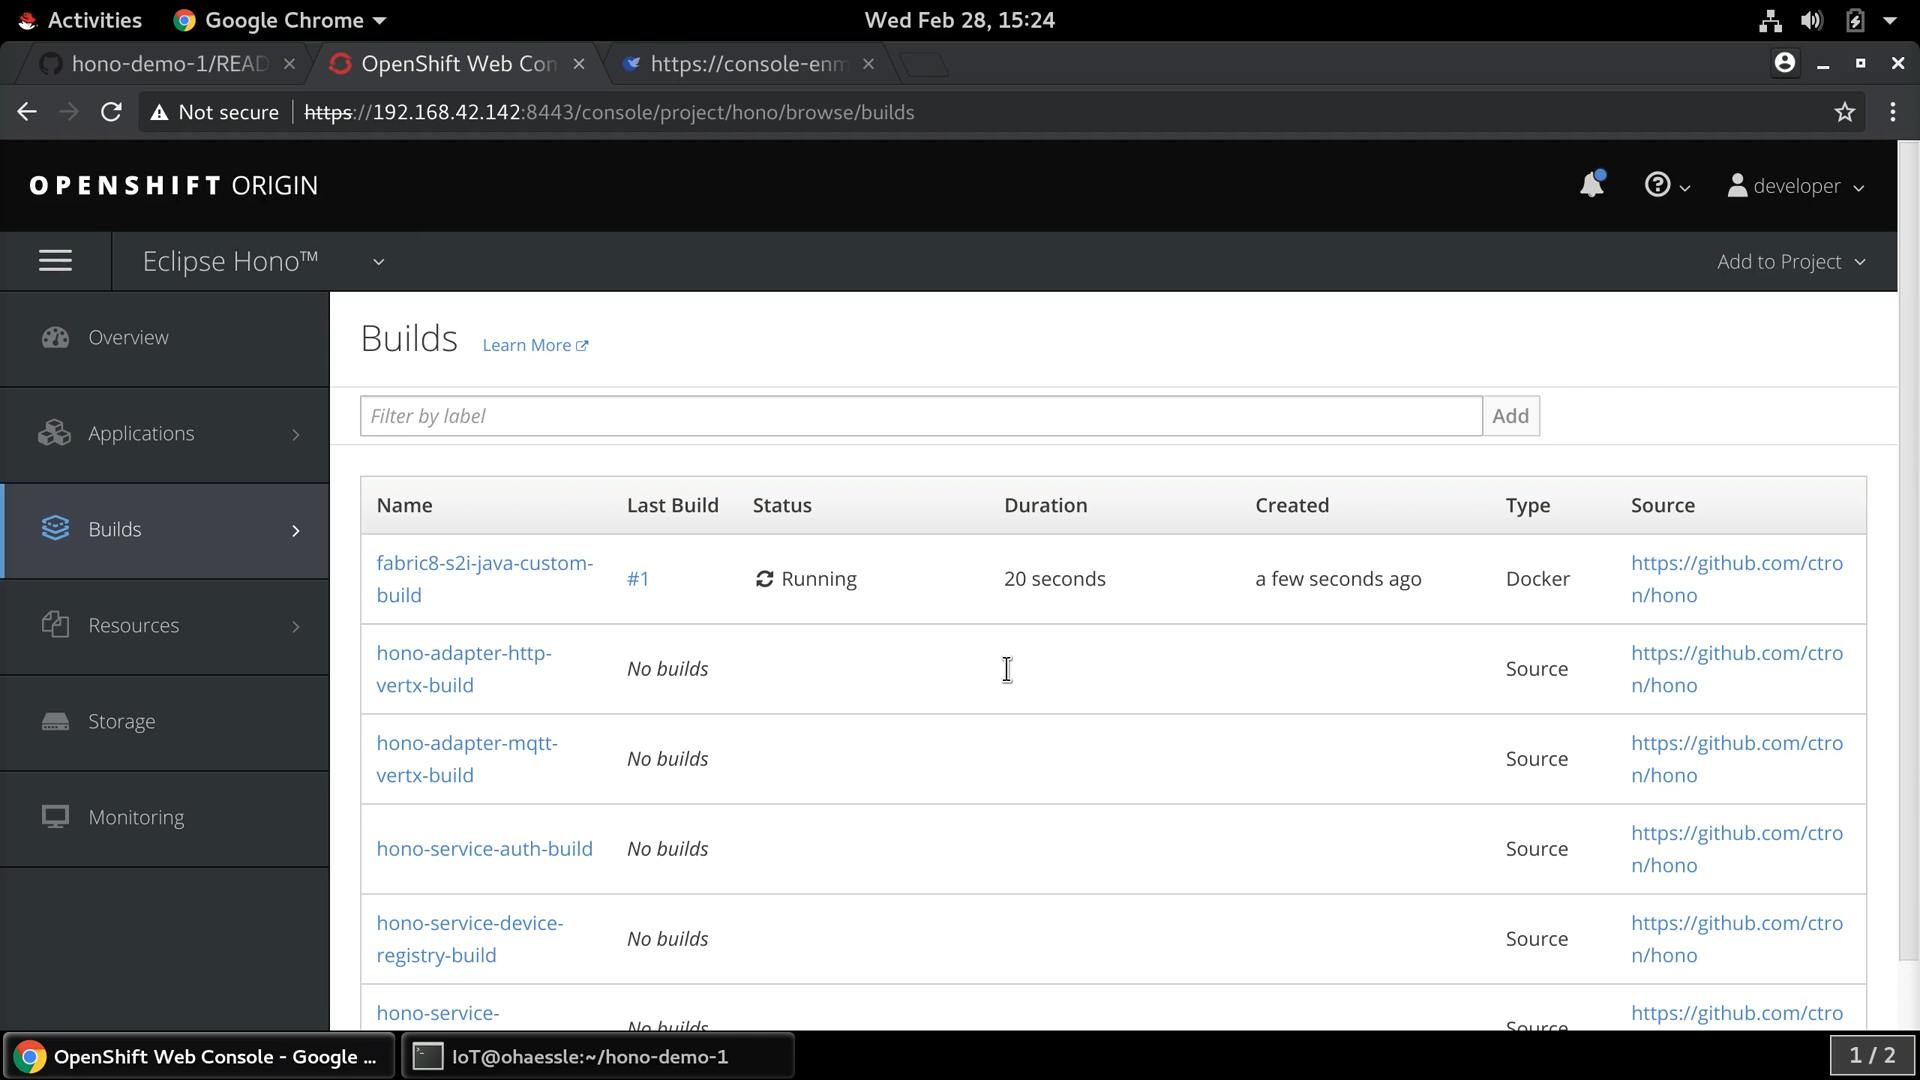 Activities Google Chrome Wed Feb 28, 15:24
hono-demo-1/READ OpenShift Web Con https://console-enm
Not secure https://192.168.42.142:8443/console/project/hono/browse/builds
OPENSHIFT ORIGIN developer
Eclipse Hono™ Add to Project
Overview
Applications
Builds
Resources
Storage
Monitoring
Builds Learn More
Filter by label Add
Name Last Build Status Duration Created Type Source
fabric8-s2i-java-custom-
build
#1 Running 20 seconds a few seconds ago Docker
https://github.com/ctro
n/hono
hono-adapter-http-
vertx-build
No builds Source
https://github.com/ctro
n/hono
hono-adapter-mqtt-
vertx-build
No builds Source
https://github.com/ctro
n/hono
hono-service-auth-build No builds Source
https://github.com/ctro
n/hono
hono-service-device-
registry-build
No builds Source
https://github.com/ctro
n/hono
hono-service-
No builds Source
https://github.com/ctro
OpenShift Web Console - Google ... IoT@ohaessle:~/hono-demo-1 1 / 2